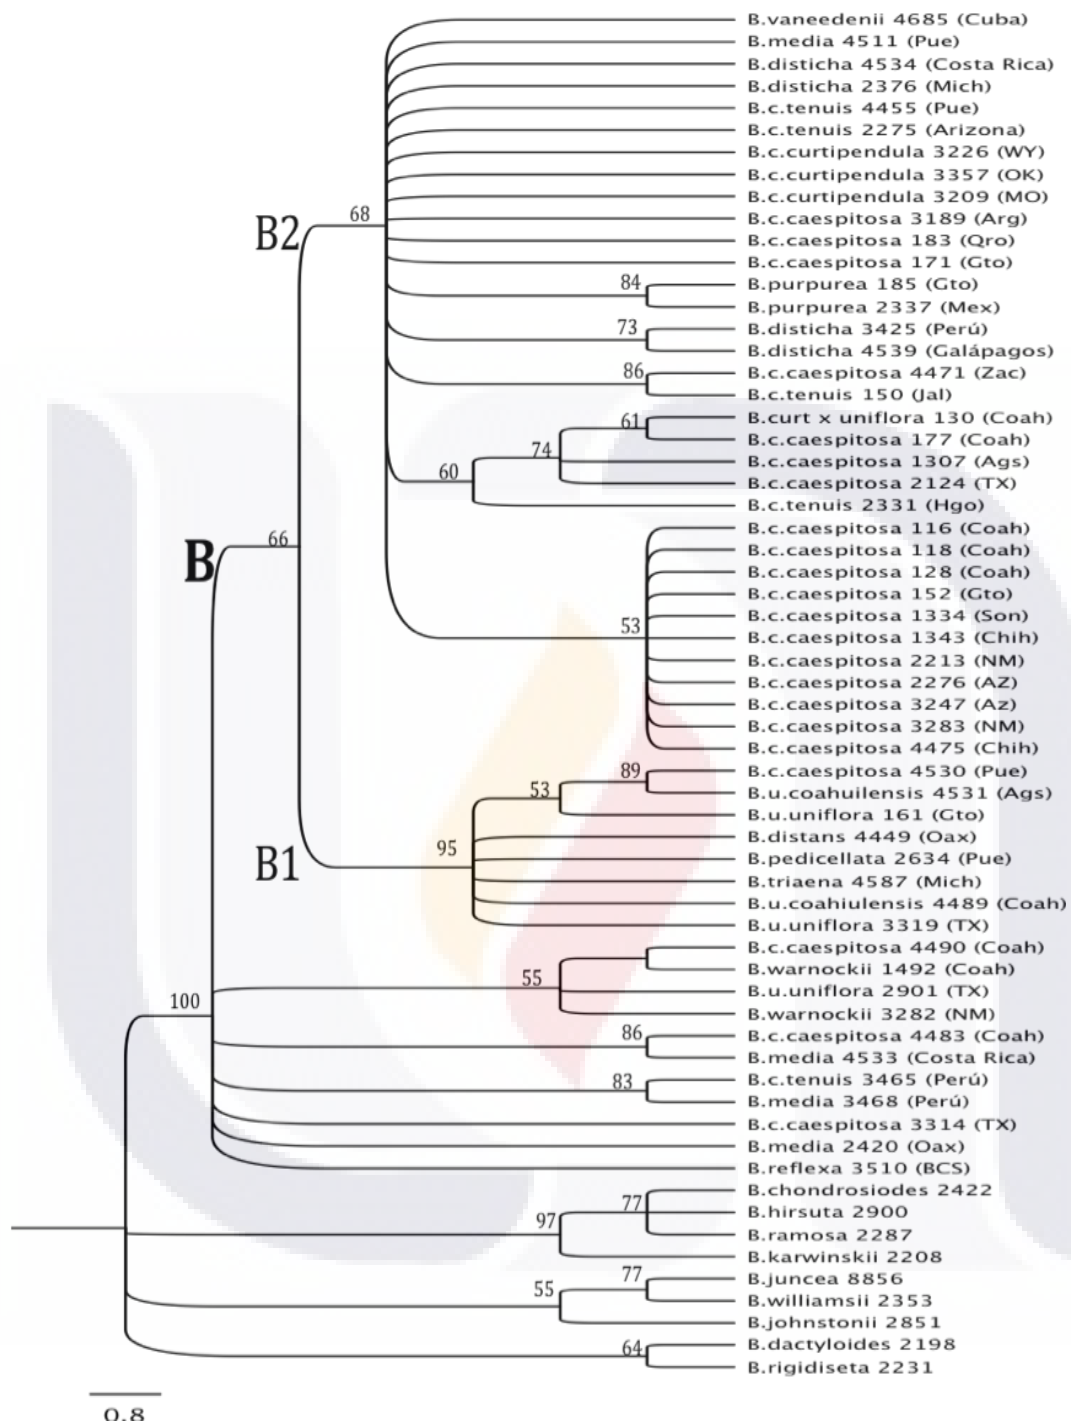 B.vaneedenii 4685 (Cuba)
B.media 4511 (Pue)
B.disticha 4534 (Costa Rica)
B.disticha 2376 (Mich)
B.c.tenuis 4455 (Pue)
B.c.tenuis 2275 (Arizona)
B.c.curtipendula 3226 (WY)
B.c.curtipendula 3357 (OK)
B.c.curtipendula 3209 (MO)
68
B2
B.c.caespitosa 3189 (Arg)
B.c.caespitosa 183 (Qro)
B.c.caespitosa 171 (Gto)
84
B.purpurea 185 (Gto)
B.purpurea 2337 (Mex)
73
B.disticha 3425 (Perú)
B.disticha 4539 (Galápagos)
86
B.c.caespitosa 4471 (Zac)
B.c.tenuis 150 (Jal)
61
B.curt x uniflora 130 (Coah)
B.c.caespitosa 177 (Coah)
74
B.c.caespitosa 1307 (Ags)
60
B.c.caespitosa 2124 (TX)
B.c.tenuis 2331 (Hgo)
B.c.caespitosa 116 (Coah)
66
B
B.c.caespitosa 118 (Coah)
B.c.caespitosa 128 (Coah)
B.c.caespitosa 152 (Gto)
B.c.caespitosa 1334 (Son)
53
B.c.caespitosa 1343 (Chih)
B.c.caespitosa 2213 (NM)
B.c.caespitosa 2276 (AZ)
B.c.caespitosa 3247 (Az)
B.c.caespitosa 3283 (NM)
B.c.caespitosa 4475 (Chih)
89
B.c.caespitosa 4530 (Pue)
53
B.u.coahuilensis 4531 (Ags)
B.u.uniflora 161 (Gto)
B.distans 4449 (Oax)
95
B1
B.pedicellata 2634 (Pue)
B.triaena 4587 (Mich)
B.u.coahiulensis 4489 (Coah)
B.u.uniflora 3319 (TX)
B.c.caespitosa 4490 (Coah)
B.warnockii 1492 (Coah)
55
B.u.uniflora 2901 (TX)
100
B.warnockii 3282 (NM)
86
B.c.caespitosa 4483 (Coah)
B.media 4533 (Costa Rica)
83
B.c.tenuis 3465 (Perú)
B.media 3468 (Perú)
B.c.caespitosa 3314 (TX)
B.media 2420 (Oax)
B.reflexa 3510 (BCS)
B.chondrosiodes 2422
77
B.hirsuta 2900
97
B.ramosa 2287
B.karwinskii 2208
77
B.juncea 8856
55
B.williamsii 2353
B.johnstonii 2851
64
B.dactyloides 2198
B.rigidiseta 2231
0.8